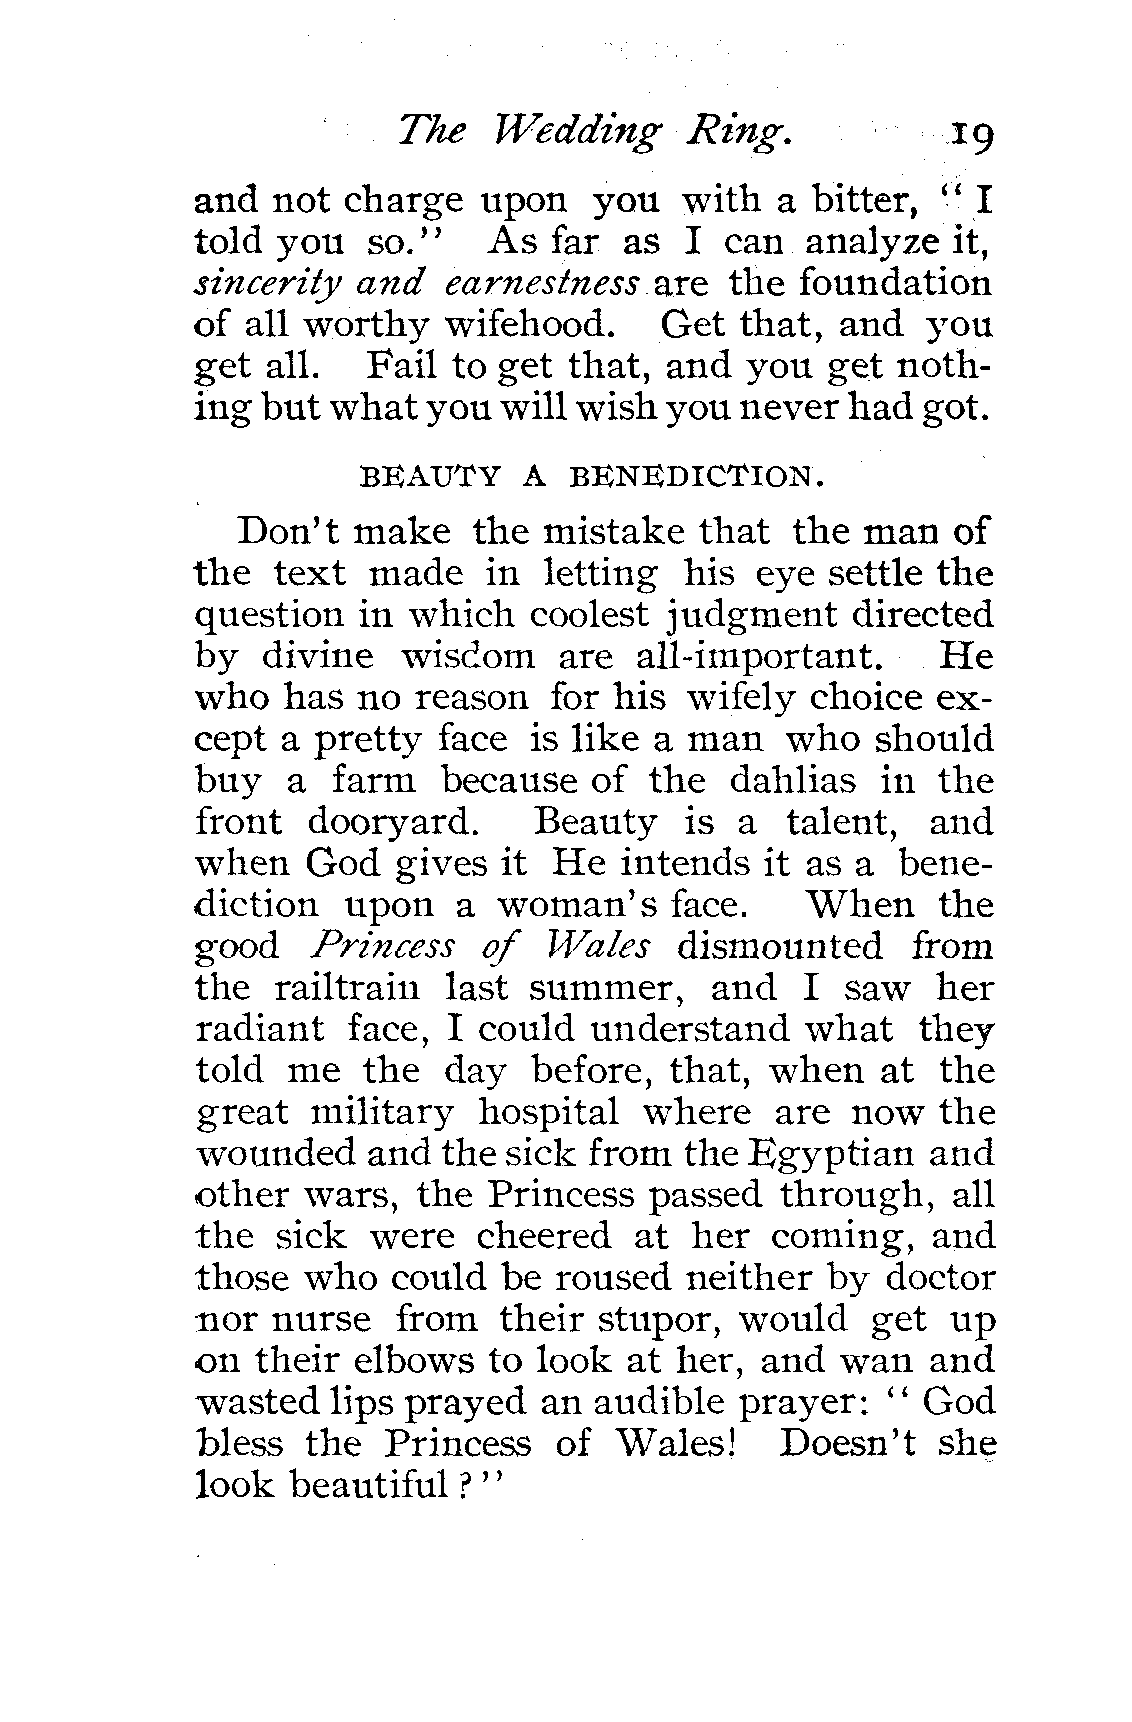 The Wedding Ring. 19
and not charge upon you with a bitter, “ I
told you so.” As far as I can analyze it,
sincerity and earnestness are the foundation
of all worthy wifehood. Get that, and you
get all. Fail to get that, and you get noth-
ing but what you will wish you never had got.
BEAUTY A BENEDICTION.
Don’t make the mistake that the man of
the text made in letting his eye settle the
question in which coolest judgment directed
by divine wisdom are all-important. He
who has no reason for his wifely choice ex-
cept a pretty face is like a man who should
buy a farm because of the dahlias in the
front dooryard. Beauty is a talent, and
when God gives it He intends it as a bene-
diction upon a woman’s face. When the
good Princess of Wales dismounted from
the railtrain last summer, and I saw her
radiant face, I could understand what they
told me the day before, that, when at the
great military hospital where are now the
wounded and the sick from the Egyptian and
other wars, the Princess passed through, all
the sick were cheered at her coming, and
those who could be roused neither by doctor
nor nurse from their stupor, would get up
on their elbows to look at her, and wan and
wasted lips prayed an audible prayer: “ God
bless the Princess of Wales! Doesn’t she
look beautiful ? ”